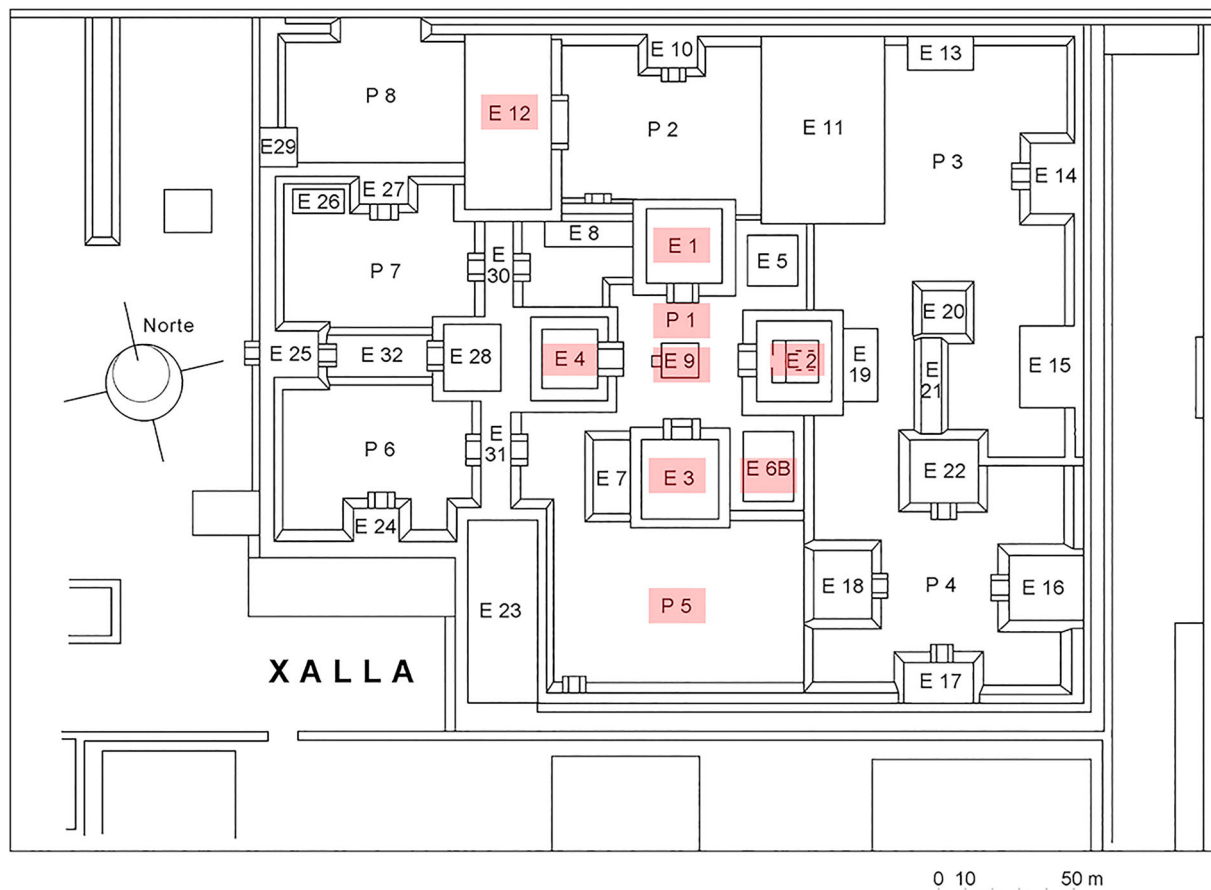 E 10
E 13
P 8
E 12
P 2
E 11
P 3
E29
E 14
E 27
E 26
E 8
E 1
E 5
P 7
E
30
P 1
E 20
Norte
E 25
E 32
E 28
E 4
E 9
E 2
E
19
E
21
E 15
P 6
E
31
E 7
E 3
E 6B
E 22
E 24
E 23
P 5
E 18
P 4
E 16
XALLA
E 17
0 10 50 m